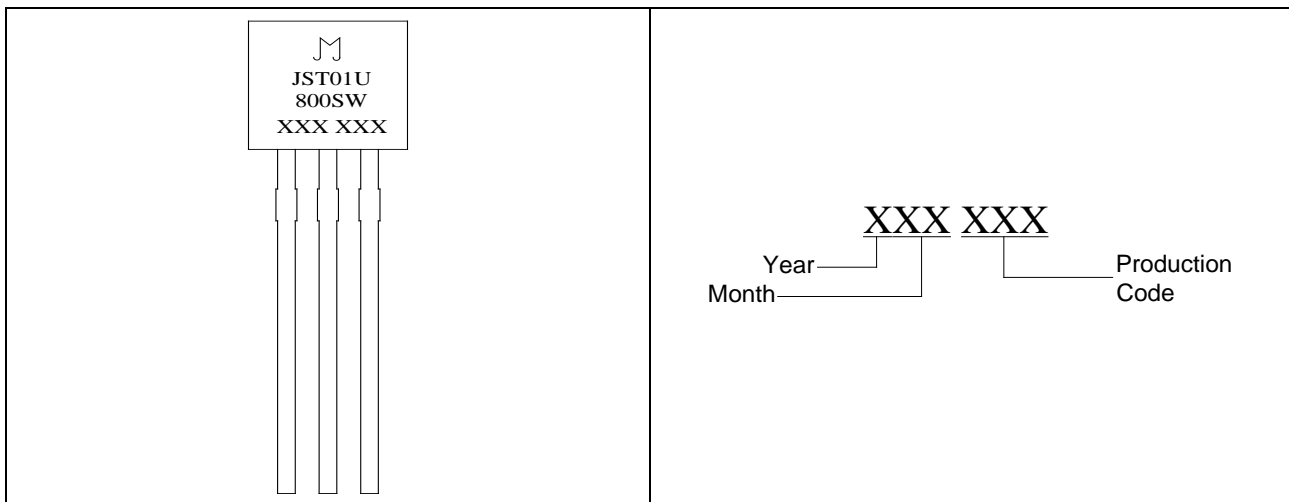 JST01U
800SW
XXX XXX
XXX XXX
Year
Month
Production
Code